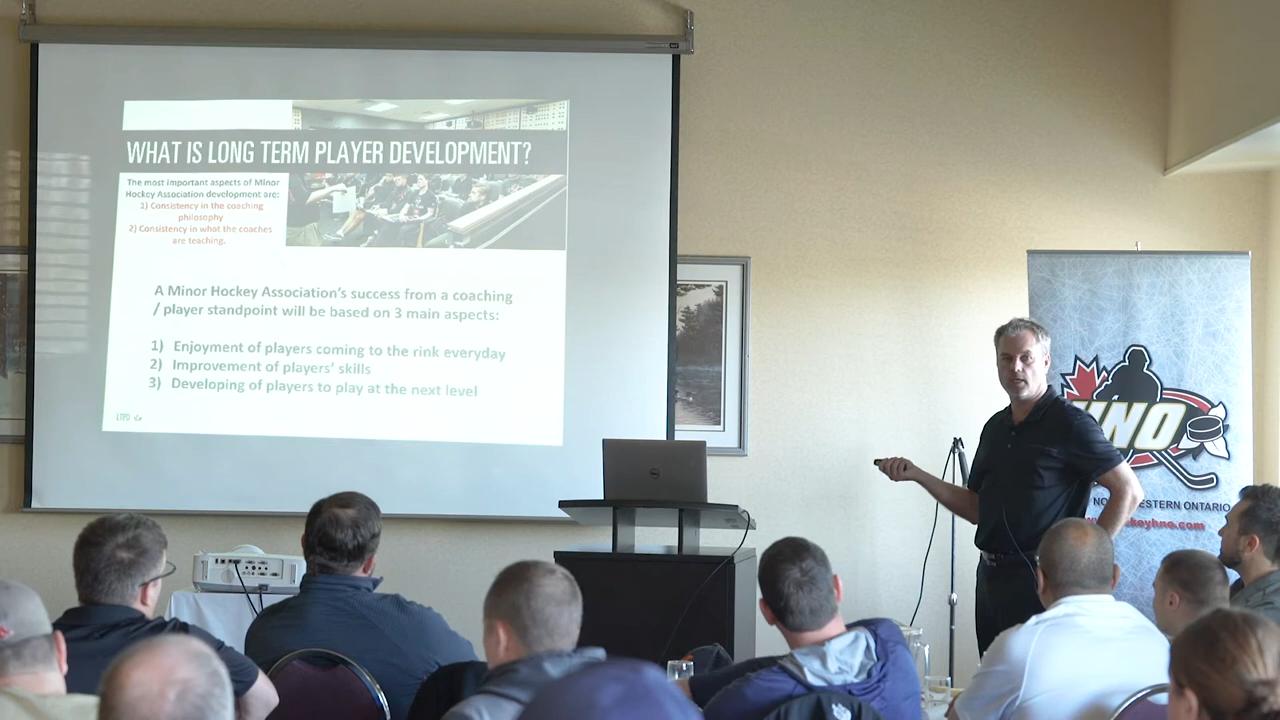 WHAT IS LONG TERM PLAYER DEVELOPMENT?
The most important aspects of Minor
Hockey Association development are:
1) Consistency in the coaching
philosophy
2) Consistency in what the coaches
are teaching.
A Minor Hockey Association's success from a coaching
/ player standpoint will be based on 3 main aspects:
1) Enjoyment of players coming to the rink everyday
2) Improvement of players' skills
3) Developing of players to play at the next level
LTPD
HNO
ESTERN ONTARIO